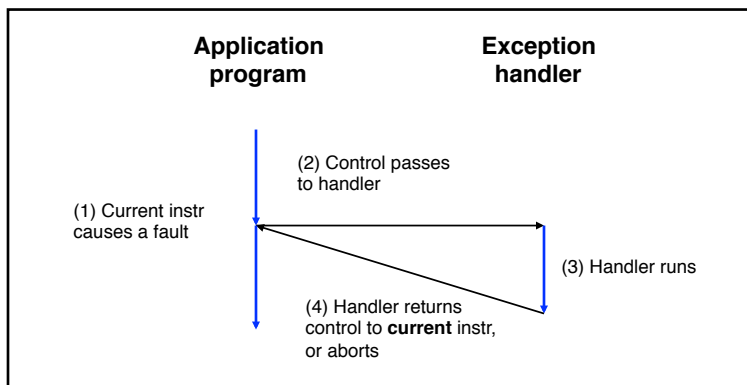 Application
program
Exception
handler
(1) Current instr
causes a fault
(2) Control passes
to handler
(3) Handler runs
(4) Handler returns
control to current instr,
or aborts